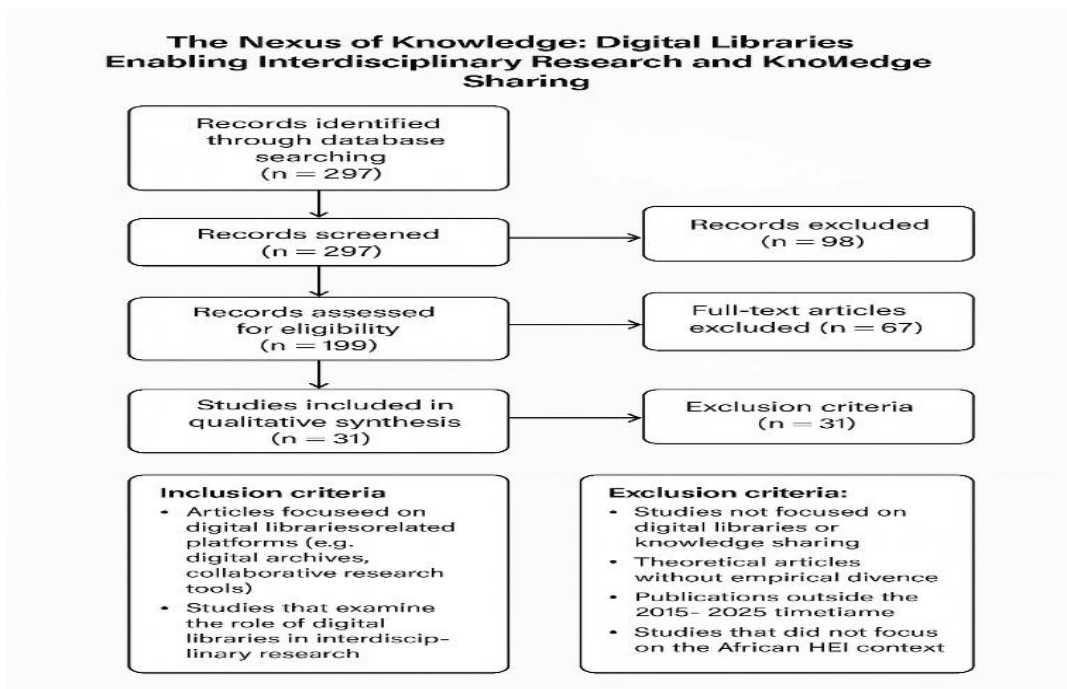 The Nexus of Knowledge: Digital Libraries
Enabling Interdisciplinary Research and KnoMedge
Sharing
Records identified
through database
searching
(n = 297)
Records screened
(n = 297)
Records excluded
(n = 98)
Records assessed
for eligibility
(n = 199)
Full-text articles
excluded (n = 67)
Studies included in
qualitative synthesis
(n = 31)
Exclusion criteria
(n = 31)
Inclusion criteria
• Articles focuseed on
digital librariesorelated
platforms (e.g.
digital archives,
collaborative research
tools)
• Studies that examine
the role of digital
libraries in interdiscip-
linary research
Exclusion criteria:
• Studies not focused on
digital libraries or
knowledge sharing
• Theoretical articles
without empirical divence
• Publications outside the
2015- 2025 timetiame
• Studies that did not focus
on the African HEI context